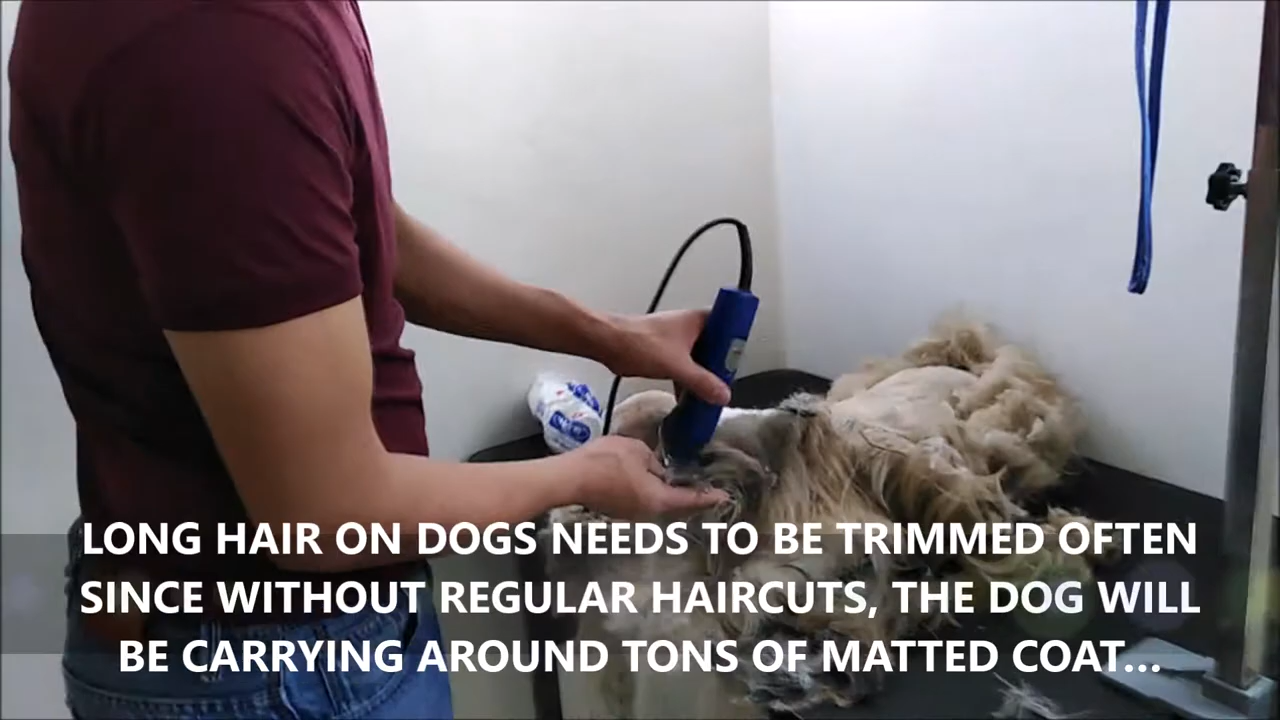 LONG HAIR ON DOGS NEEDS TO BE TRIMMED OFTEN
SINCE WITHOUT REGULAR HAIRCUTS, THE DOG WILL
BE CARRYING AROUND TONS OF MATTED COAT...